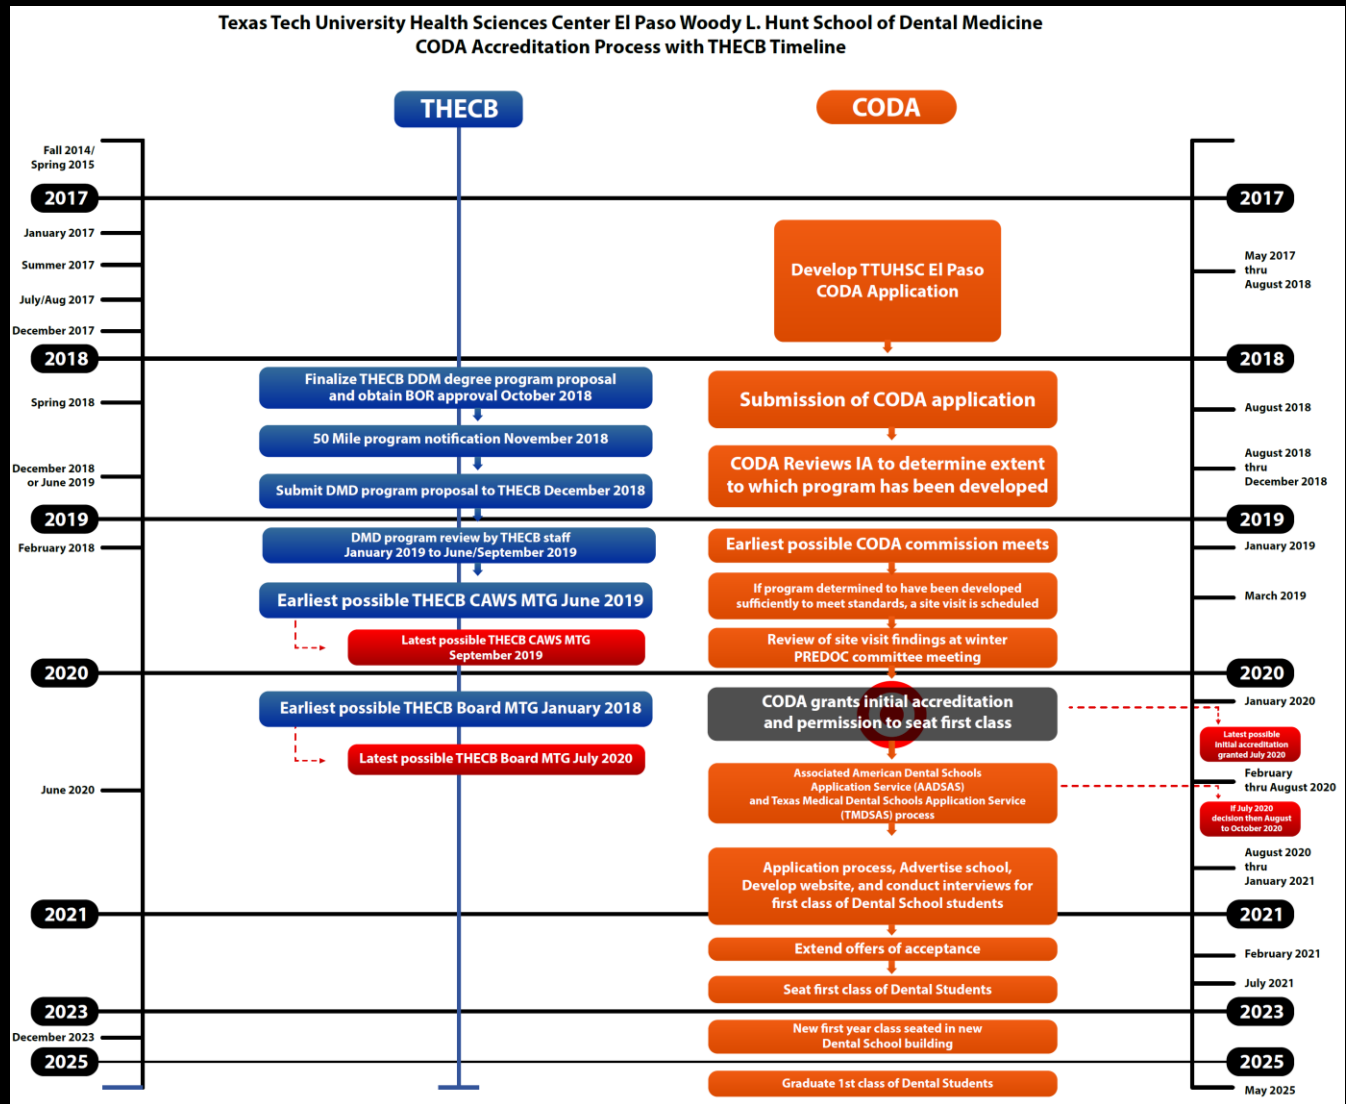 Texas Tech University Health Sciences Center El Paso Woody L. Hunt School of Dental Medicine
CODA Accreditation Process with THECB Timeline
THECB
CODA
Fall 2014/
Spring 2015
2017
2017
January 2017
Summer 2017
July/Aug 2017
December 2017
Develop TTUHSC El Paso
CODA Application
May 2017
thru
August 2018
2018
2018
Finalize THECB DDM degree program proposal
and obtain BOR approval October 2018
Spring 2018
Submission of CODA application
August 2018
50 Mile program notification November 2018
December 2018
or June 2019
Submit DMD program proposal to THECB December 2018
CODA Reviews IA to determine extent
to which program has been developed
August 2018
thru
December 2018
2019
2019
February 2018
DMD program review by THECB staff
January 2019 to June/September 2019
Earliest possible CODA commission meets
January 2019
Earliest possible THECB CAWS MTG June 2019
If program determined to have been developed
sufficiently to meet standards, a site visit is scheduled
March 2019
Latest possible THECB CAWS MTG
September 2019
Review of site visit findings at winter
PREDOC committee meeting
2020
2020
Earliest possible THECB Board MTG January 2018
CODA grants initial accreditation
and permission to seat first class
January 2020
Latest possible
initial accreditation
granted July 2020
Latest possible THECB Board MTG July 2020
June 2020
Associated American Dental Schools
Application Service (AADSAS)
and Texas Medical Dental Schools Application Service
(TMDSAS) process
February
thru August 2020
If July 2020
decision then August
to October 2020
Application process, Advertise school,
Develop website, and conduct interviews for
first class of Dental School students
August 2020
thru
January 2021
2021
2021
Extend offers of acceptance
February 2021
Seat first class of Dental Students
July 2021
2023
2023
December 2023
New first year class seated in new
Dental School building
2025
2025
Graduate 1st class of Dental Students
May 2025